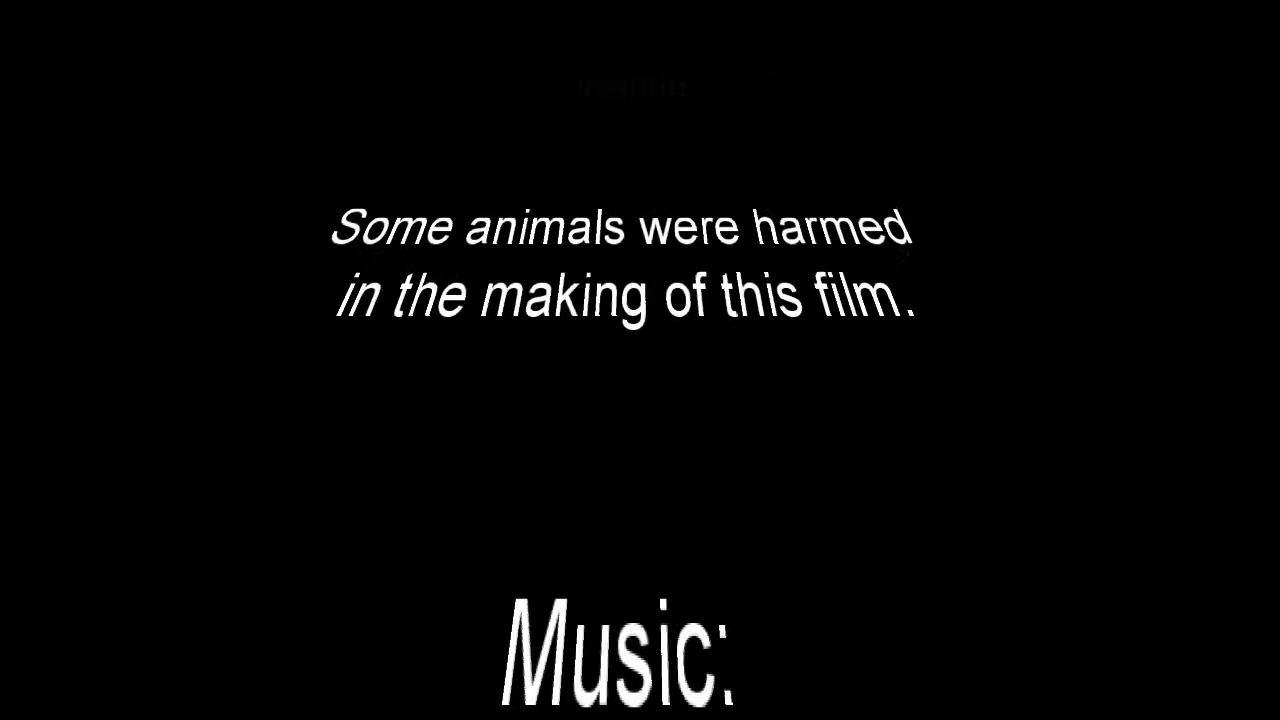 Some animals were harmed
in the making of this film.
Music: